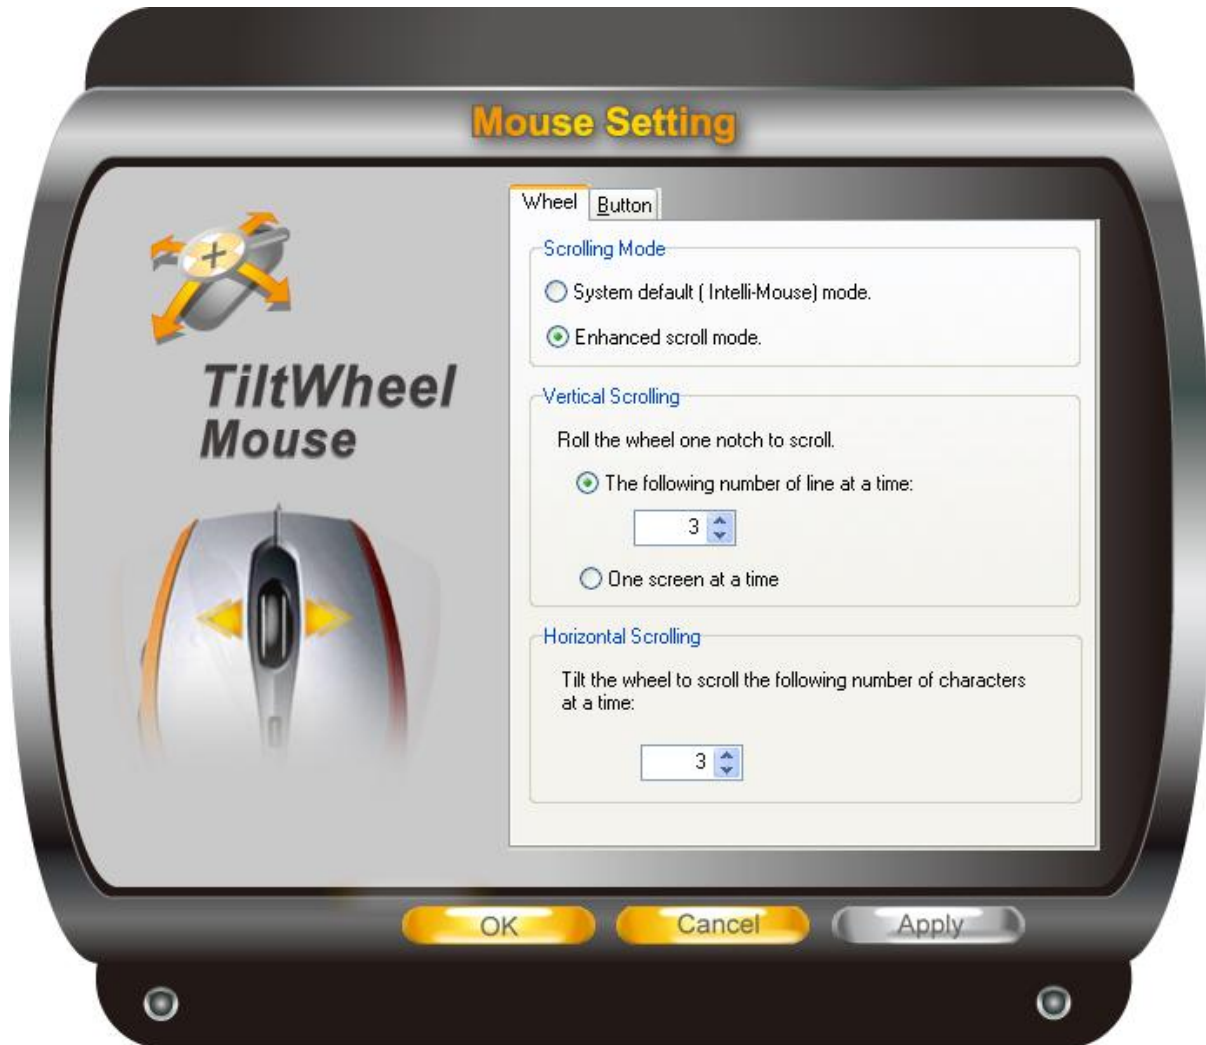 Mouse Setting
Wheel
Button
Scrolling Mode
System default ( Intelli-Mouse) mode.
Enhanced scroll mode.
TiltWheel
Mouse
Vertical Scrolling
Roll the wheel one notch to scroll.
The following number of line at a time:
3
One screen at a time
Horizontal Scrolling
Tilt the wheel to scroll the following number of characters
at a time:
3
OK
Cancel
Apply